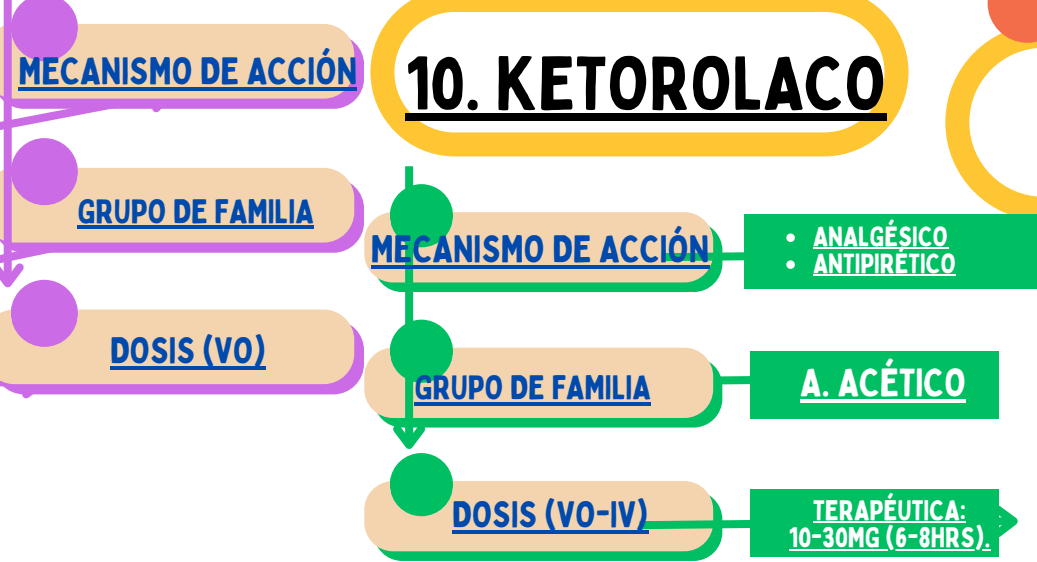 MECANISMO DE ACCIÓN
GRUPO DE FAMILIA
DOSIS (VO)
10. KETOROLACO
MECANISMO DE ACCIÓN
• ANALGÉSICO
• ANTIPIRÉTICO
GRUPO DE FAMILIA
A. ACÉTICO
DOSIS (VO-IV)
TERAPÉUTICA:
10-30MG (6-8HRS).